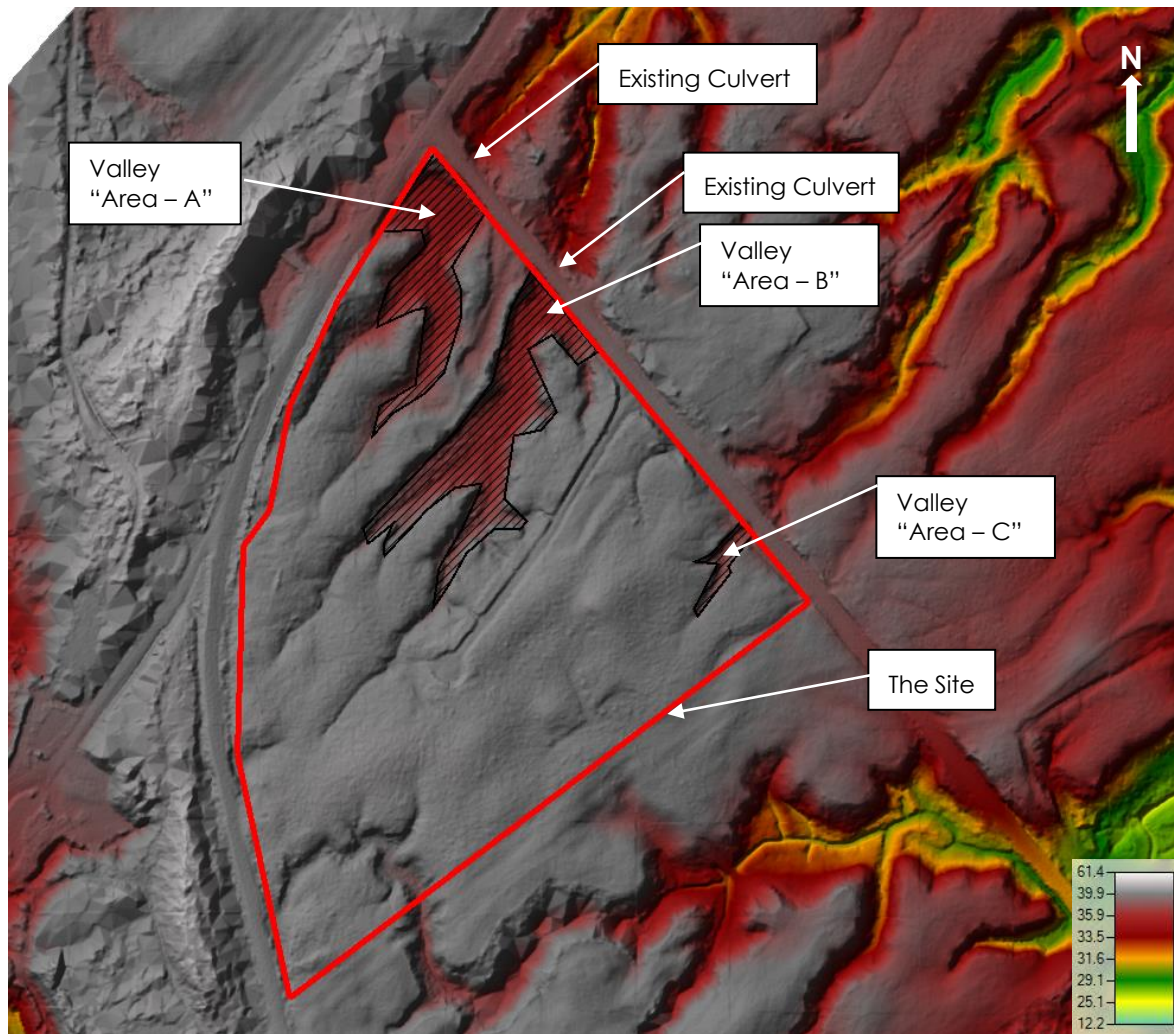 Existing Culvert
N
Valley
“Area – A”
Existing Culvert
Valley
“Area – B”
Valley
“Area – C”
The Site
61.4
39.9
35.9
33.5
31.6
29.1
25.1
12.2